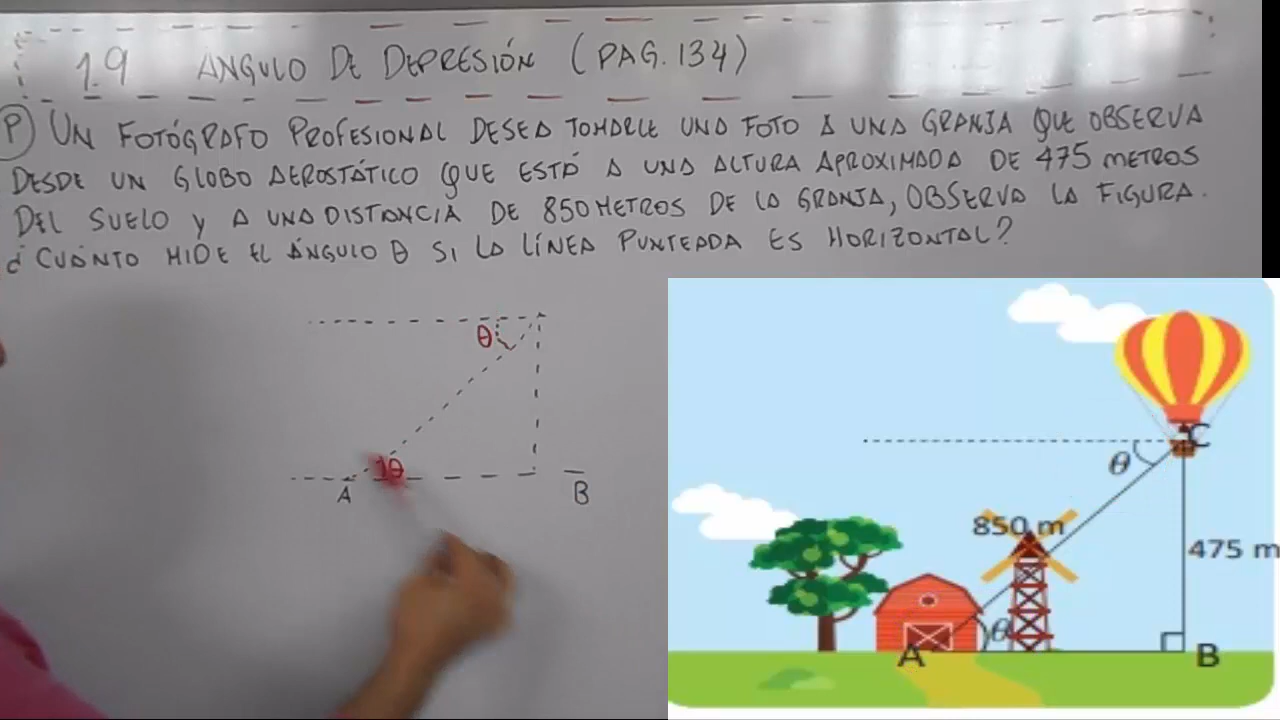 1.9 ÁNGULO DE DEPRESIÓN (PAG. 134)
P) UN FOTÓGRAFO PROFESIONAL DESEA TOMARLE UNA FOTO A UNA GRANJA QUE OBSERVA
DESDE UN GLOBO AEROSTÁTICO QUE ESTÁ A UNA ALTURA APROXIMADA DE 475 METROS
DEL SUELO Y A UNA DISTANCIA DE 850 METROS DE LA GRANJA, OBSERVA LA FIGURA.
¿CUÁNTO MIDE EL ÁNGULO θ SI LA LÍNEA PUNTEADA ES HORIZONTAL?
θ
θ
A B
C
θ
850 m
475 m
θ
A B